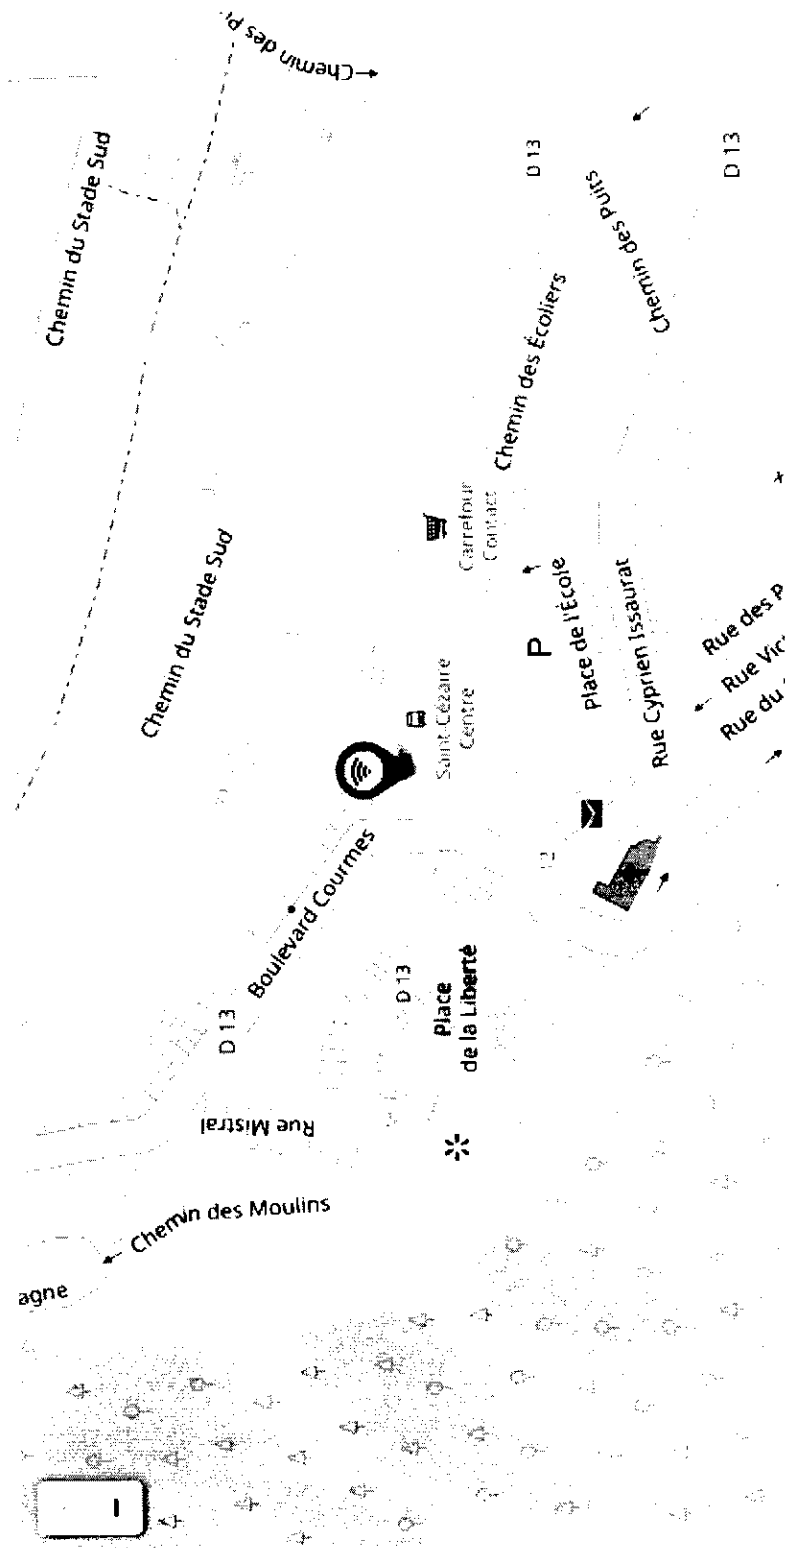 agne
Chemin des Moulins
Rue Mistral
D 13
Boulevard Courmes
D 13
Place
de la Liberté
Chemin du Stade Sud
Chemin du Stade Sud
Saint-Cézaire
Centre
Carrefour
Contact
P
Place de l'École
Rue Cyprien Issaurat
Chemin des Écoliers
Chemin des Puits
Chemin des Pu
D 13
D 13
Rue des P
Rue Vic
Rue du